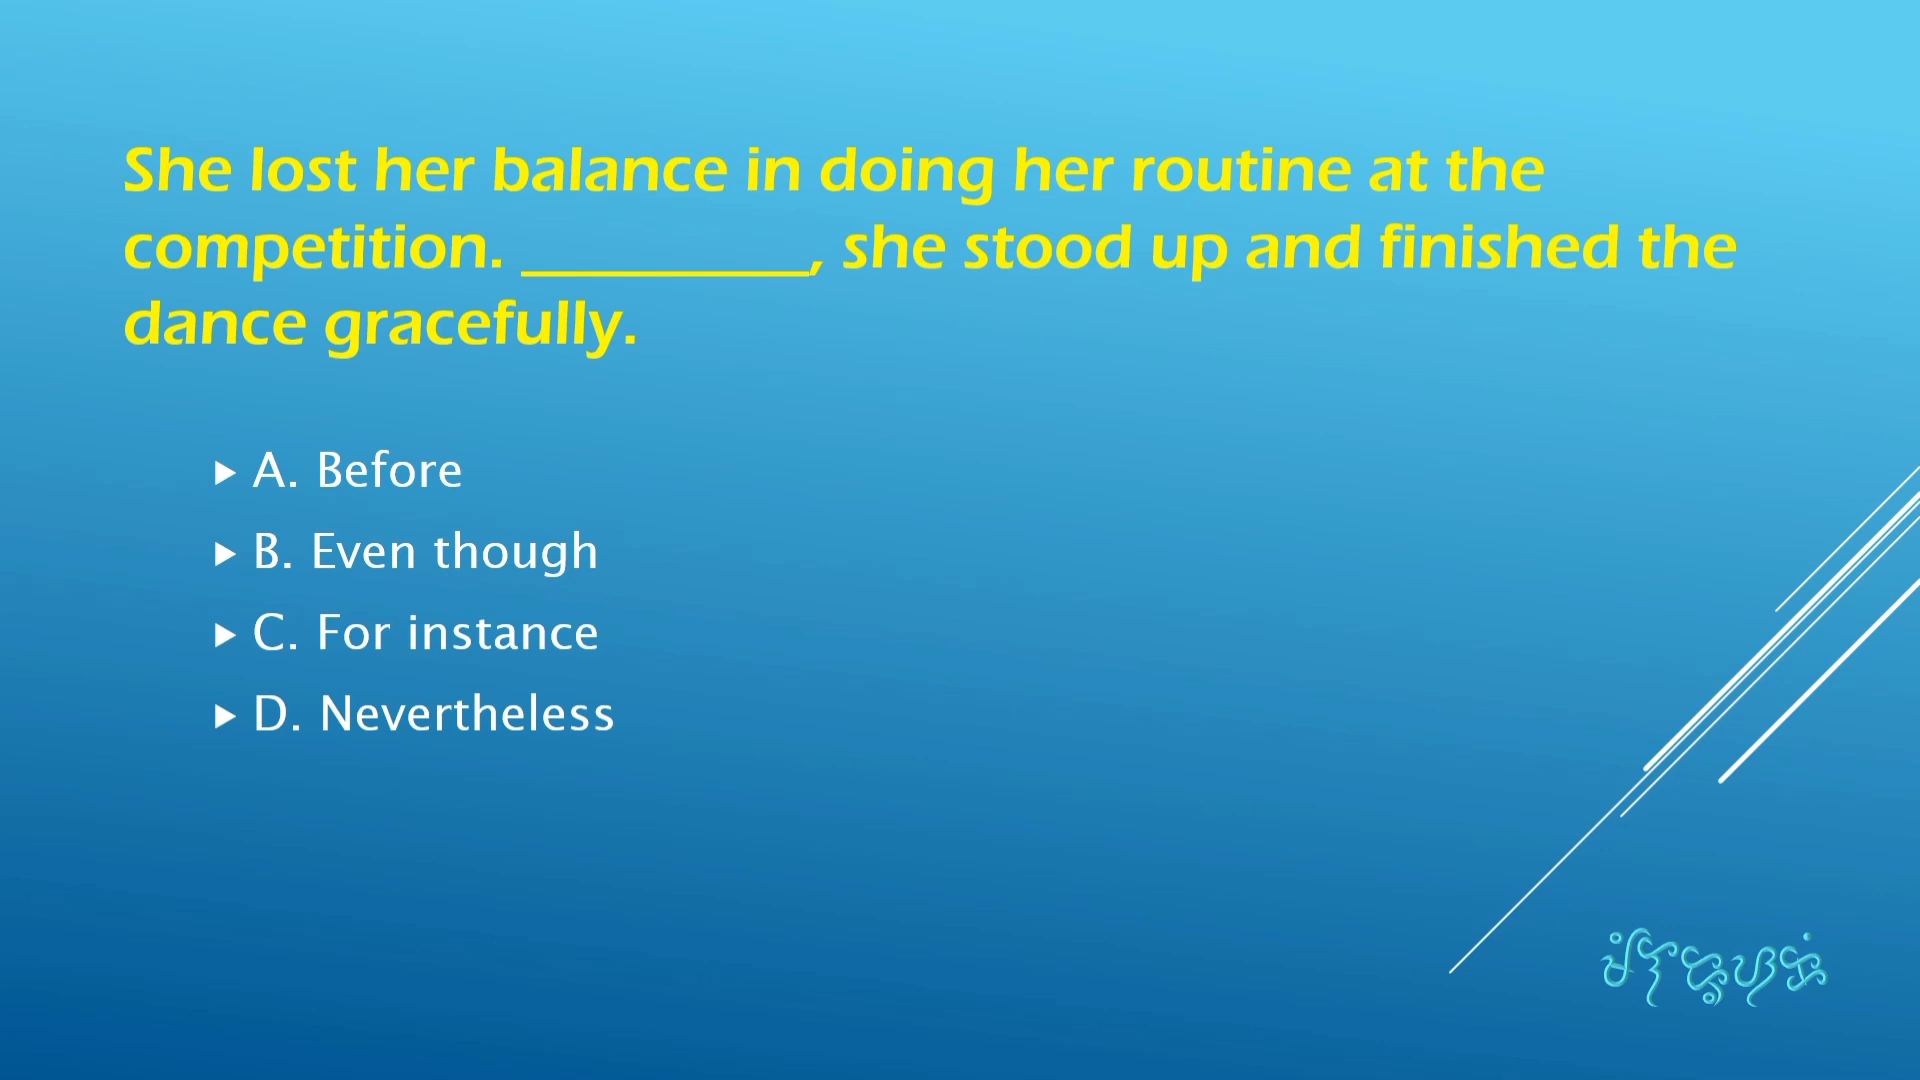 She lost her balance in doing her routine at the
competition. _________, she stood up and finished the
dance gracefully.
A. Before
B. Even though
C. For instance
D. Nevertheless